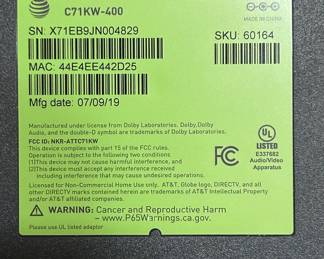 C71KW-400
MADE IN CHINA
SN: X71EB9JN004829
SKU: 60164
MAC: 44E4EE442D25
Mfg date: 07/09/19
Manufactured under license from Dolby Laboratories. Dolby, Dolby
Audio, and the double-D symbol are trademarks of Dolby Laboratories.
FCC ID: NKR-ATTC71KW
This device complies with part 15 of the FCC rules.
Operation is subject to the following two conditions
(1)This device may not cause harmful interference, and
(2)This device must accept any interference received
including interference that may cause undesired operation.
UL
LISTED
E337682
Audio/Video
Apparatus
FC
Licensed for Non-Commercial Home Use only. AT&T, Globe logo, DIRECTV, and all
other marks contained herein are trademarks of AT&T Intellectual Property
and/or AT&T affiliated companies.
WARNING: Cancer and Reproductive Harm
– www.P65Warnings.ca.gov.
Please use UL listed adaptor